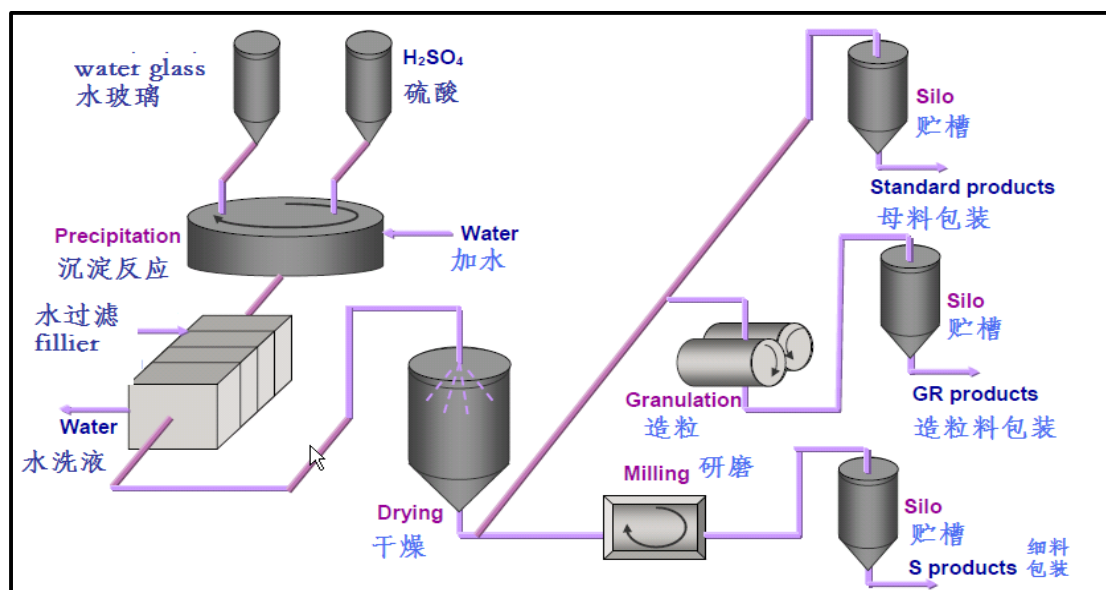 water glass
水玻璃
H₂SO₄
硫酸
Precipitation
沉淀反应
Water
加水
水过滤
fillier
Water
水洗液
Drying
干燥
Silo
贮槽
Standard products
母料包装
Granulation
造粒
Silo
贮槽
GR products
造粒料包装
Milling
研磨
Silo
贮槽
S products
细料
包装